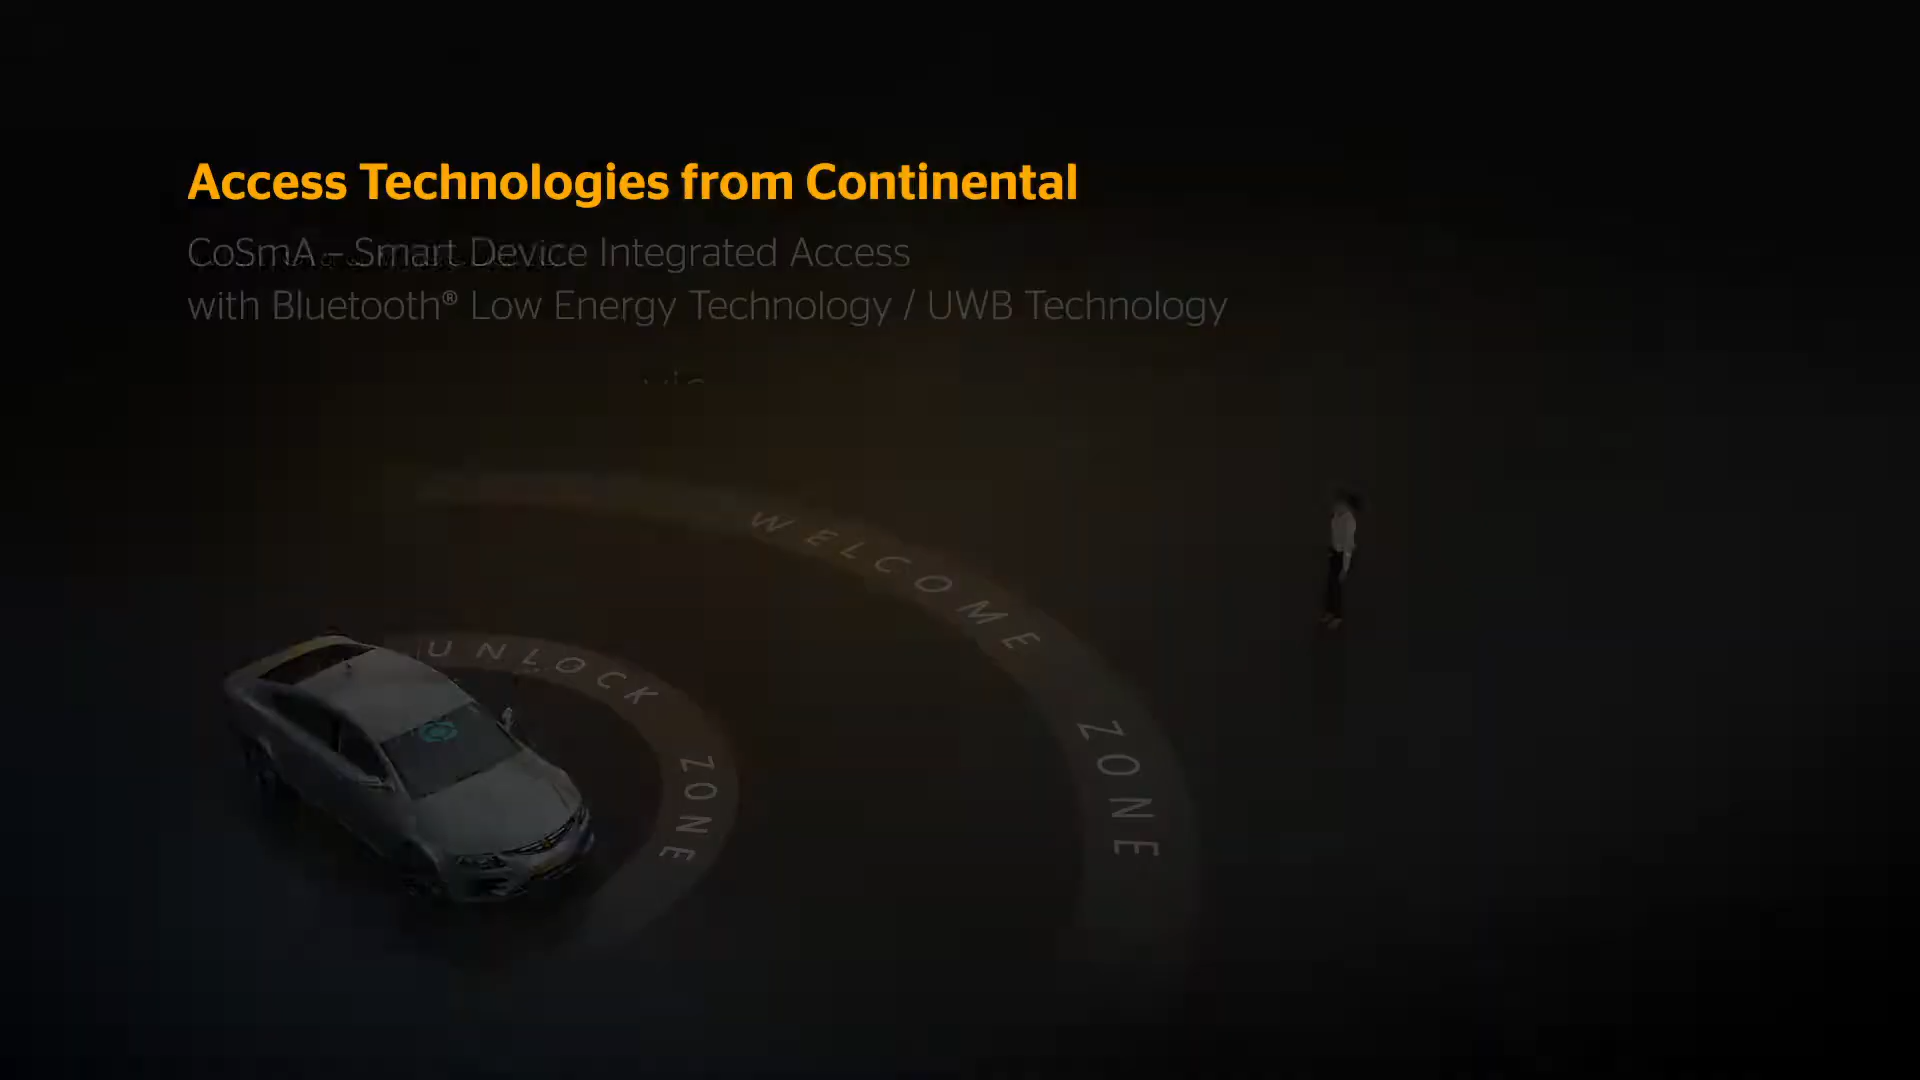 Access Technologies from Continental
CoSmA – Smart Device Integrated Access
with Bluetooth® Low Energy Technology / UWB Technology
WELCOME ZONE
UNLOCK ZONE